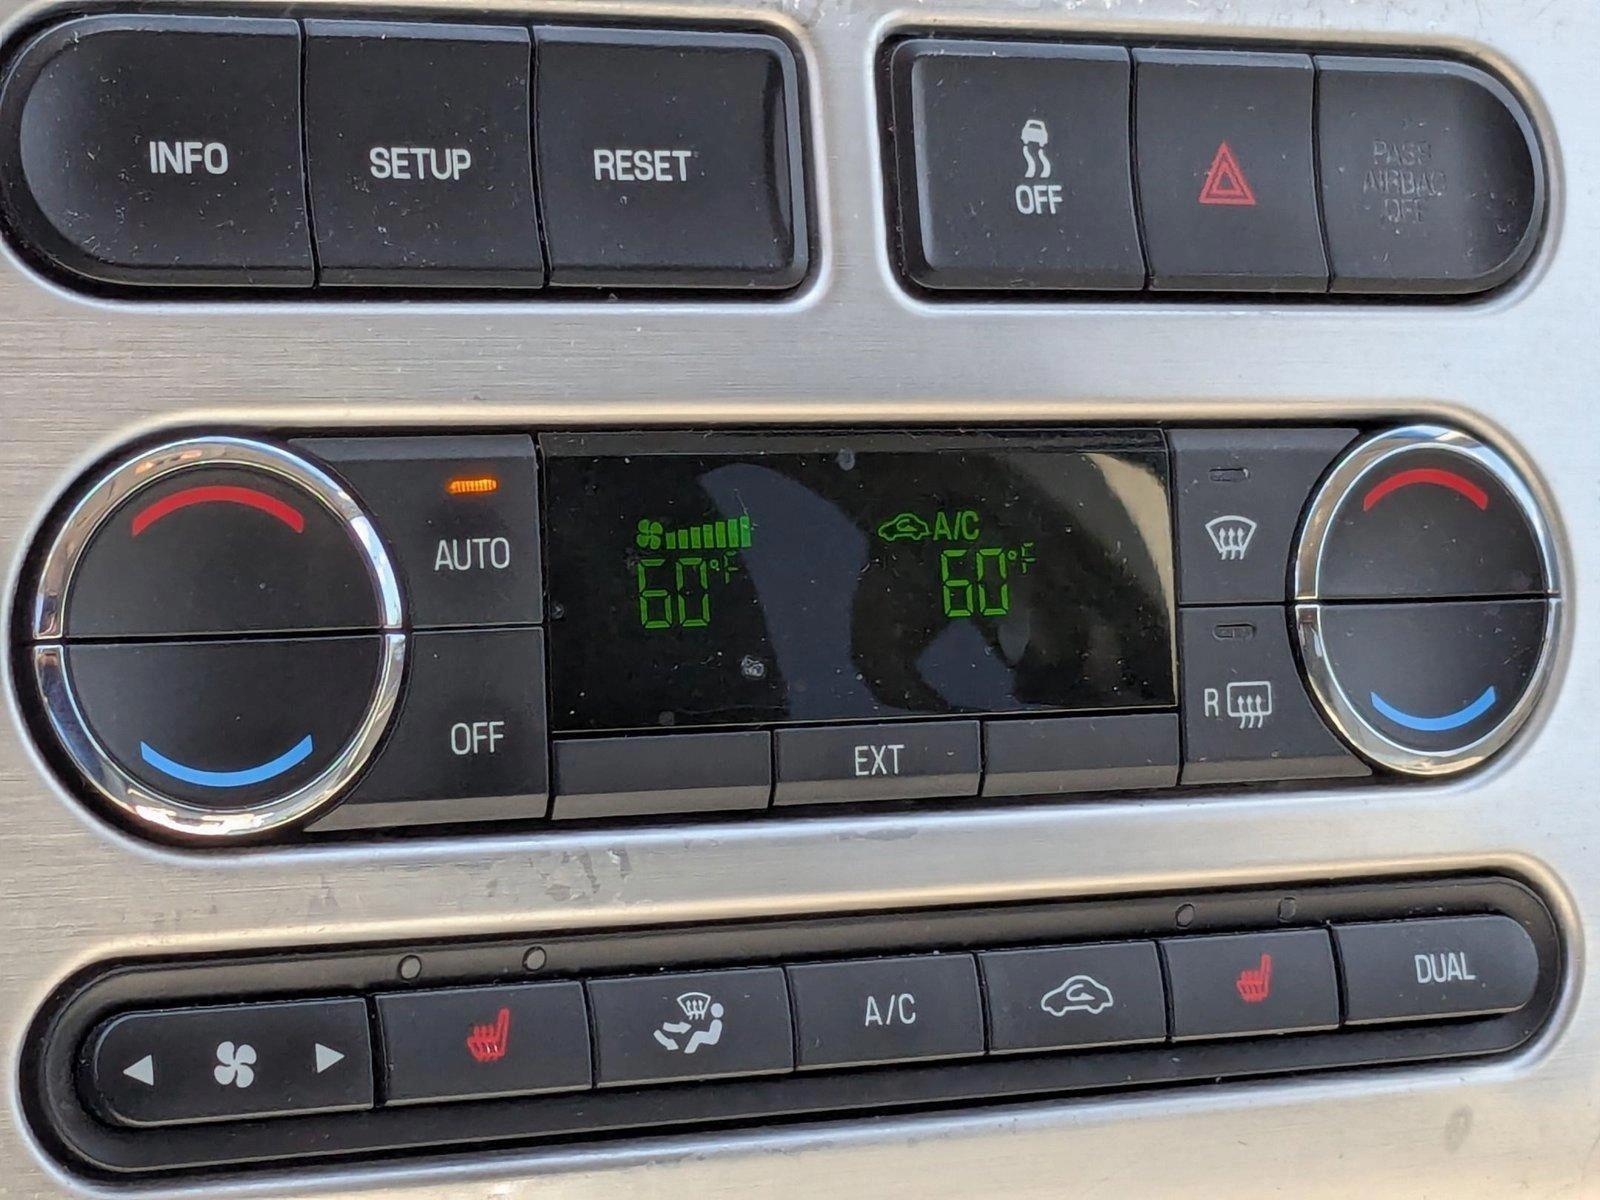 INFO
SETUP
RESET
OFF
PASS
AIRBAG
OFF
AUTO
A/C
60°F
60°F
OFF
EXT
R
A/C
DUAL